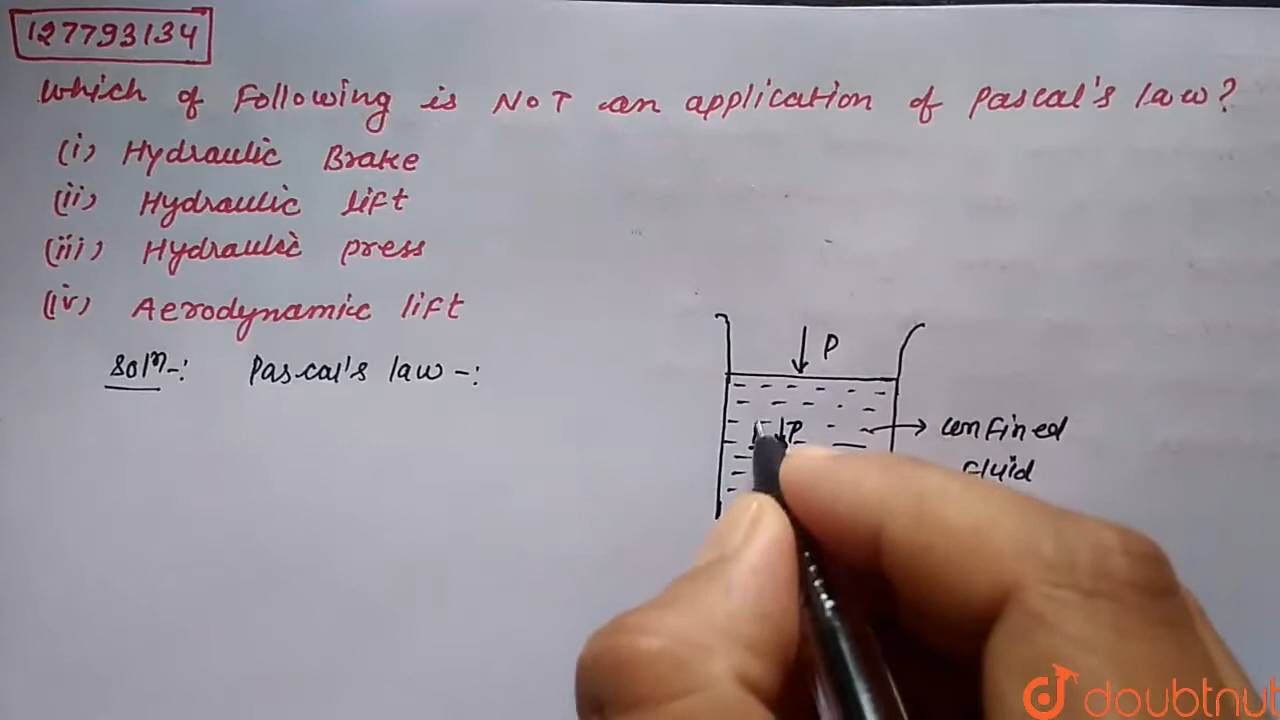 127793134
Which of Following is NOT an application of Pascal's law?
(i) Hydraulic Brake
(ii) Hydraulic lift
(iii) Hydraulic press
(iv) Aerodynamic lift
Soln-: Pascal's law-:
P
P
confined
fluid
doubtnut